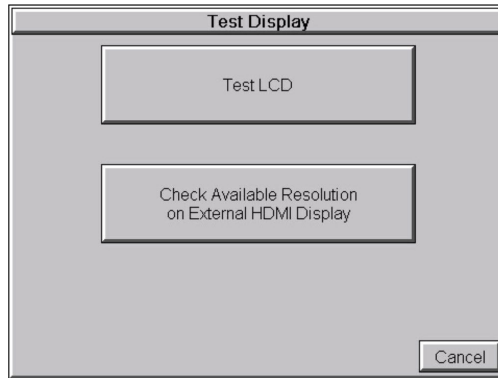 Test Display
Test LCD
Check Available Resolution
on External HDMI Display
Cancel